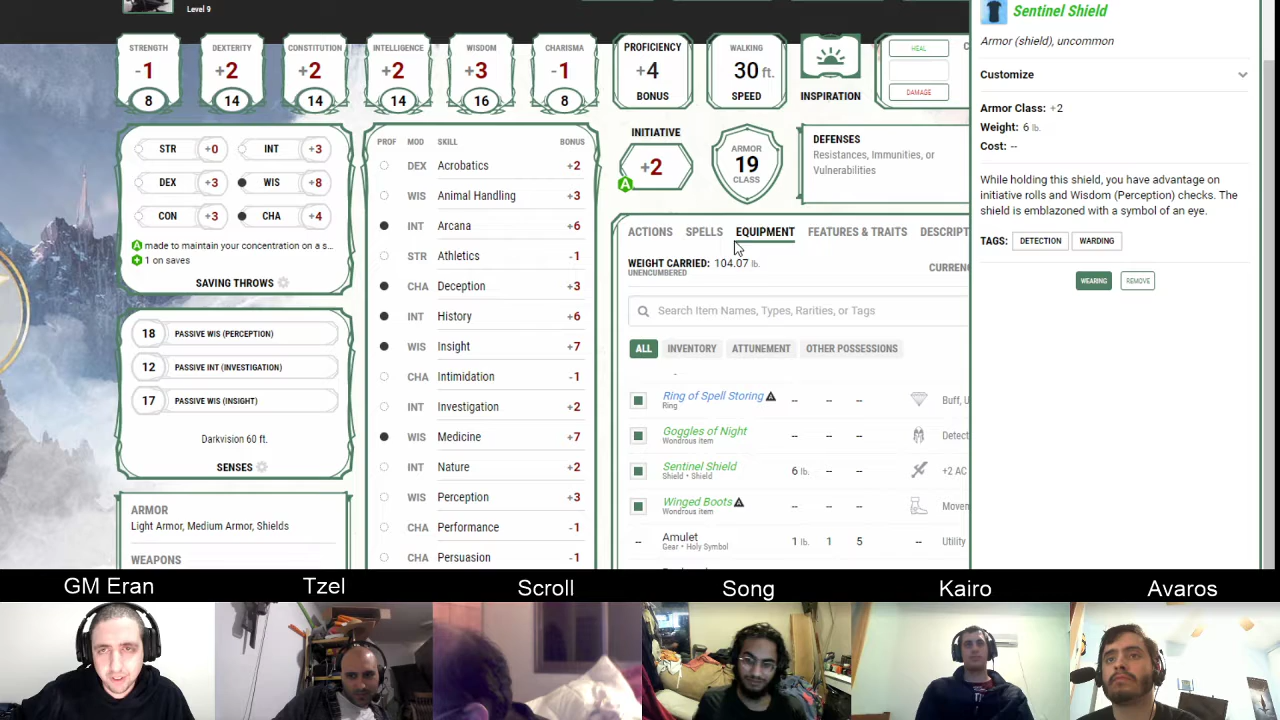 Level 9
STRENGTH
-1
8
DEXTERITY
+2
14
CONSTITUTION
+2
14
INTELLIGENCE
+2
14
WISDOM
+3
16
CHARISMA
-1
8
PROFICIENCY
+4
BONUS
WALKING
30 ft.
SPEED
INSPIRATION
HEAL
DAMAGE
STR +0
INT +3
DEX +3
WIS +8
CON +3
CHA +4
made to maintain your concentration on a s...
1 on saves
SAVING THROWS
18 PASSIVE WIS (PERCEPTION)
12 PASSIVE INT (INVESTIGATION)
17 PASSIVE WIS (INSIGHT)
Darkvision 60 ft.
SENSES
ARMOR
Light Armor, Medium Armor, Shields
WEAPONS
PROF MOD SKILL BONUS
DEX Acrobatics +2
WIS Animal Handling +3
INT Arcana +6
STR Athletics -1
CHA Deception +3
INT History +6
WIS Insight +7
CHA Intimidation -1
INT Investigation +2
WIS Medicine +7
INT Nature +2
WIS Perception +3
CHA Performance -1
CHA Persuasion -1
INITIATIVE
+2
A
ARMOR
19
CLASS
DEFENSES
Resistances, Immunities, or
Vulnerabilities
ACTIONS SPELLS EQUIPMENT FEATURES & TRAITS DESCRIPT
WEIGHT CARRIED: 104.07 lb.
UNENCUMBERED
CURRENC
Search Item Names, Types, Rarities, or Tags
ALL INVENTORY ATTUNEMENT OTHER POSSESSIONS
Ring of Spell Storing -- -- -- Buff, U
Ring
Goggles of Night -- -- -- Detect
Wondrous item
Sentinel Shield 6 lb. -- -- +2 AC
Shield • Shield
Winged Boots -- -- -- Movem
Wondrous item
-- Amulet 1 lb. 1 5 -- Utility
Gear • Holy Symbol
Sentinel Shield
Armor (shield), uncommon
Customize
Armor Class: +2
Weight: 6 lb.
Cost: --
While holding this shield, you have advantage on
initiative rolls and Wisdom (Perception) checks. The
shield is emblazoned with a symbol of an eye.
TAGS: DETECTION WARDING
WEARING REMOVE
GM Eran Tzel Scroll Song Kairo Avaros